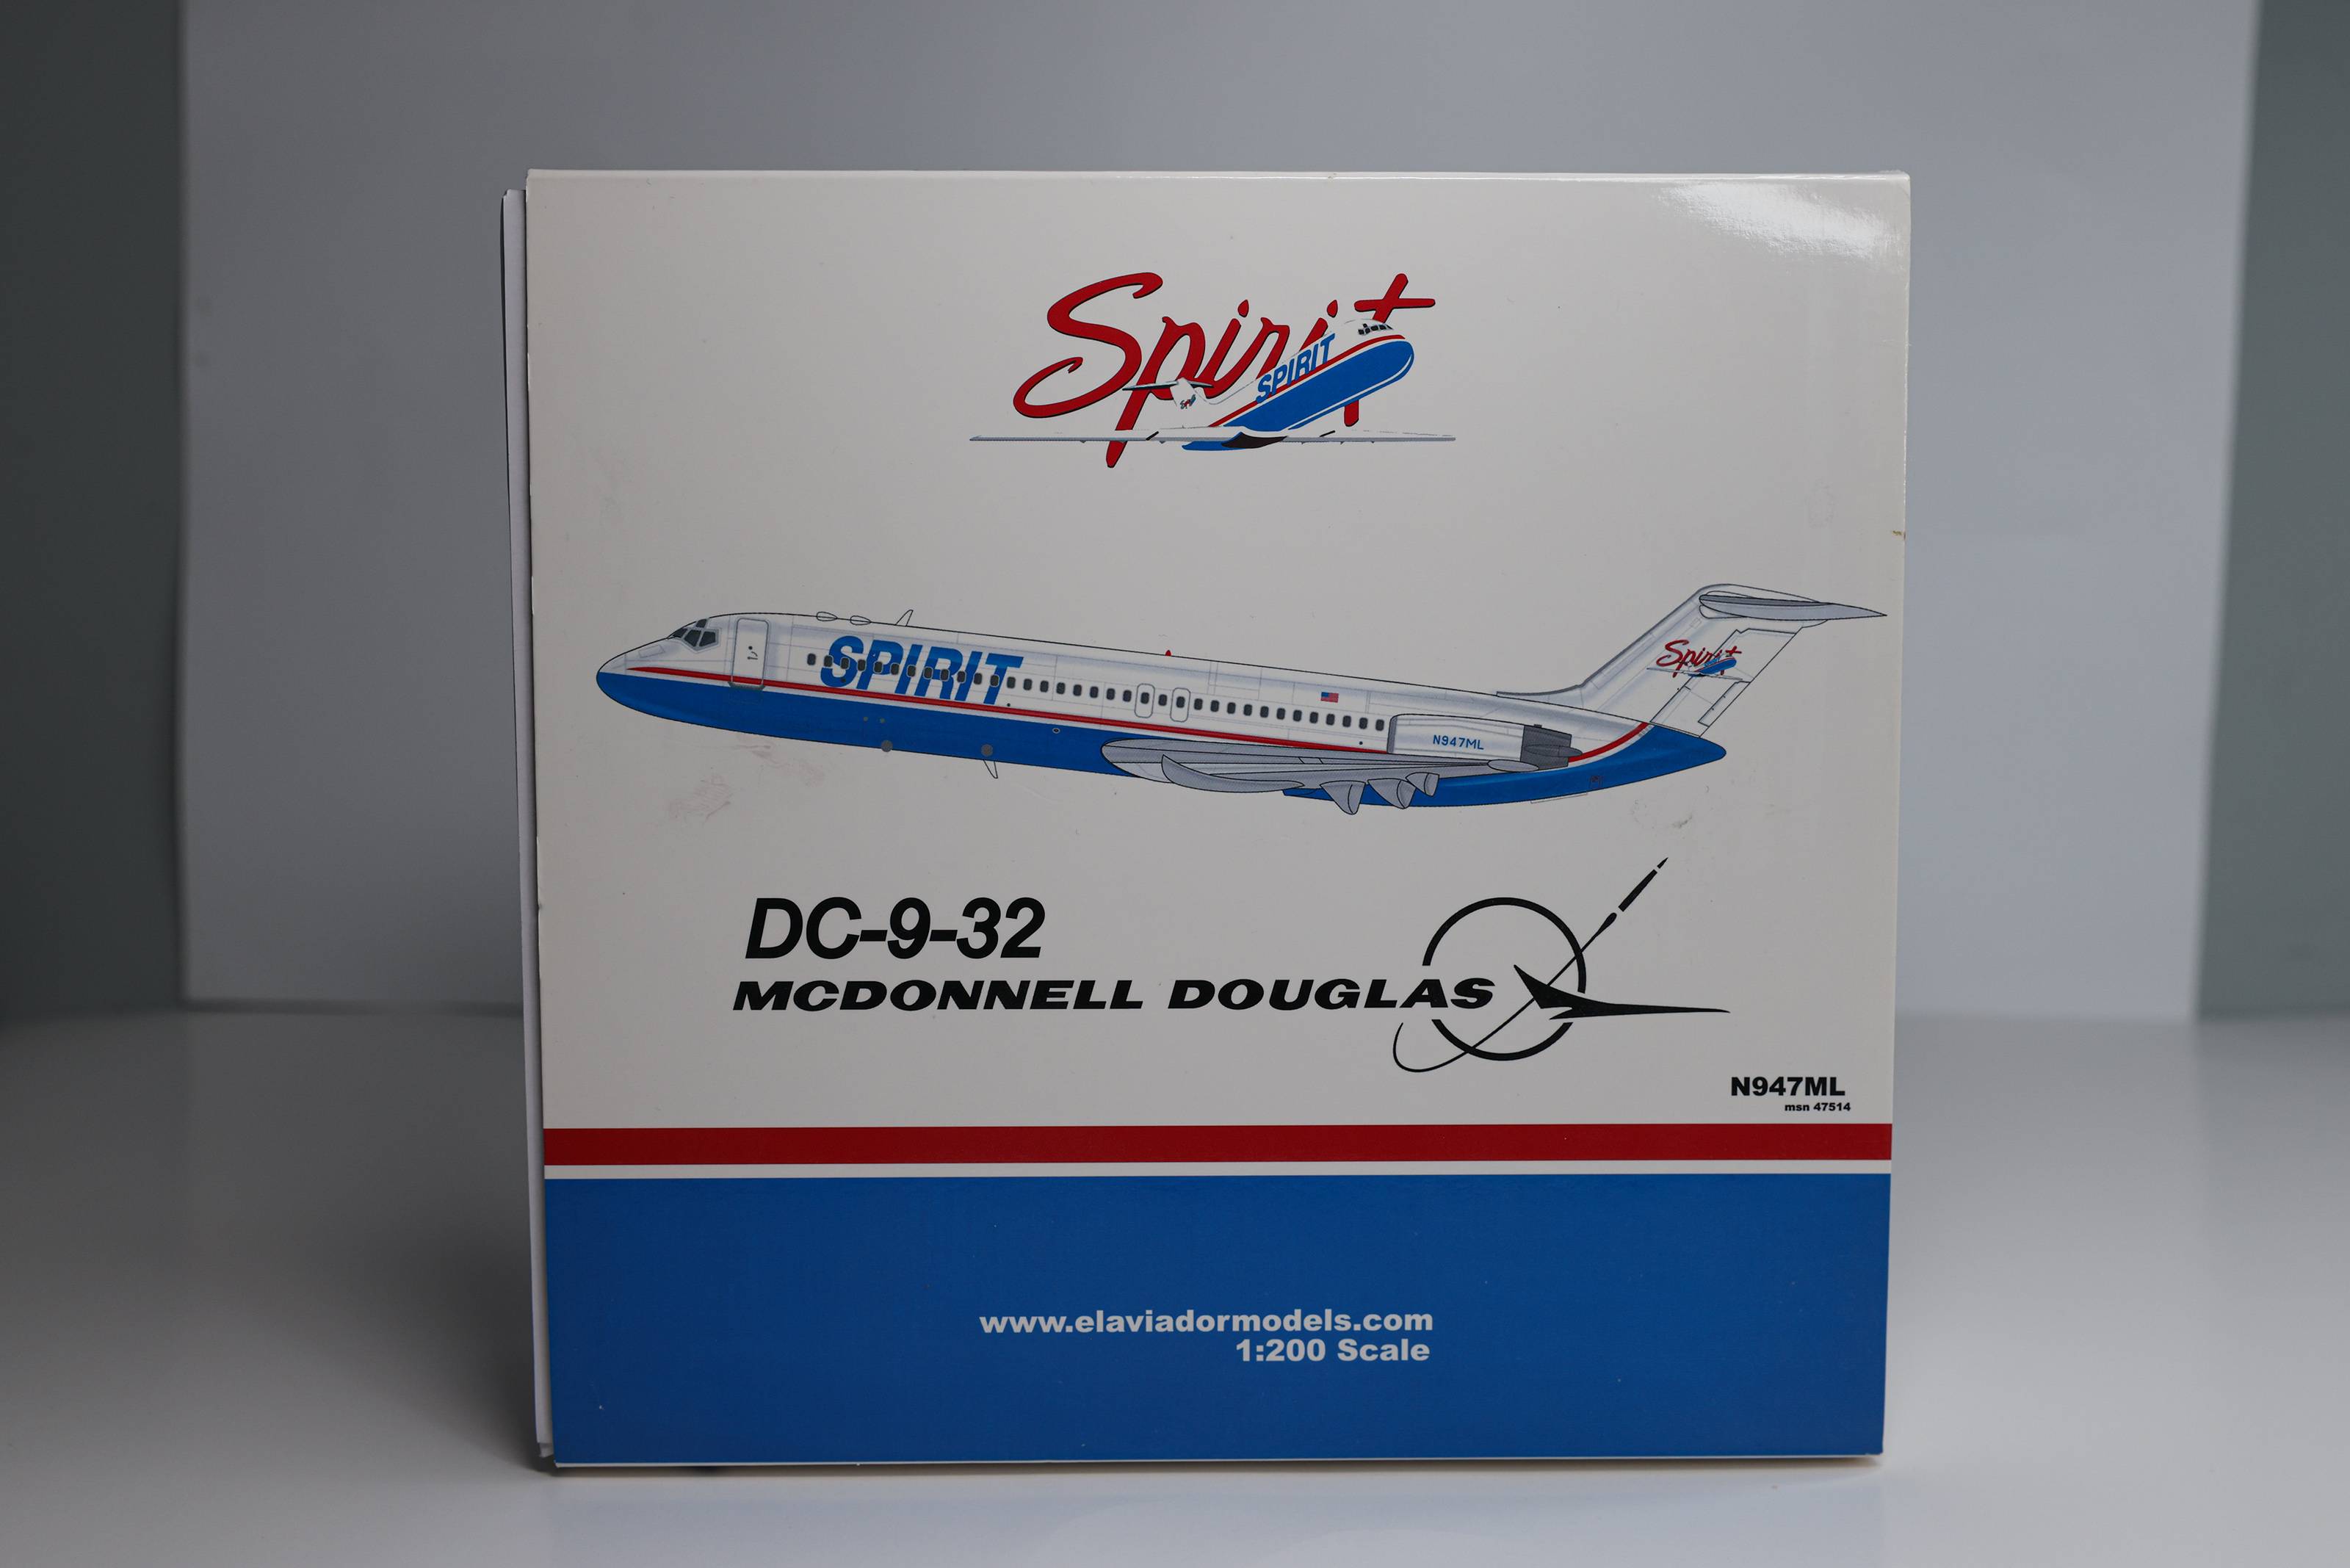 Spirit
SPIRIT
SPIRIT
Spirit
N947ML
DC-9-32
MCDONNELL DOUGLAS
N947ML
msn 47514
www.elaviadormodels.com
1:200 Scale